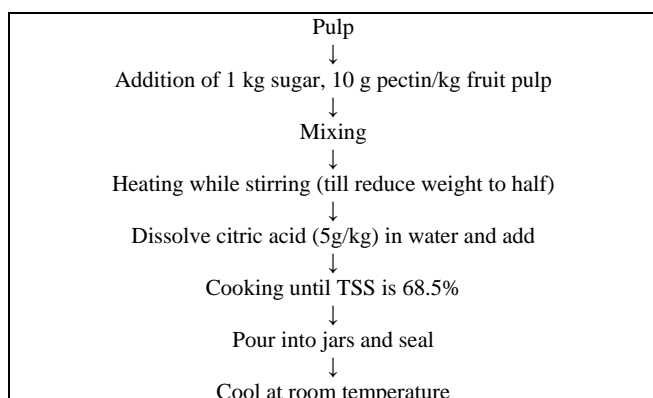 Pulp
↓
Addition of 1 kg sugar, 10 g pectin/kg fruit pulp
↓
Mixing
↓
Heating while stirring (till reduce weight to half)
↓
Dissolve citric acid (5g/kg) in water and add
↓
Cooking until TSS is 68.5%
↓
Pour into jars and seal
↓
Cool at room temperature